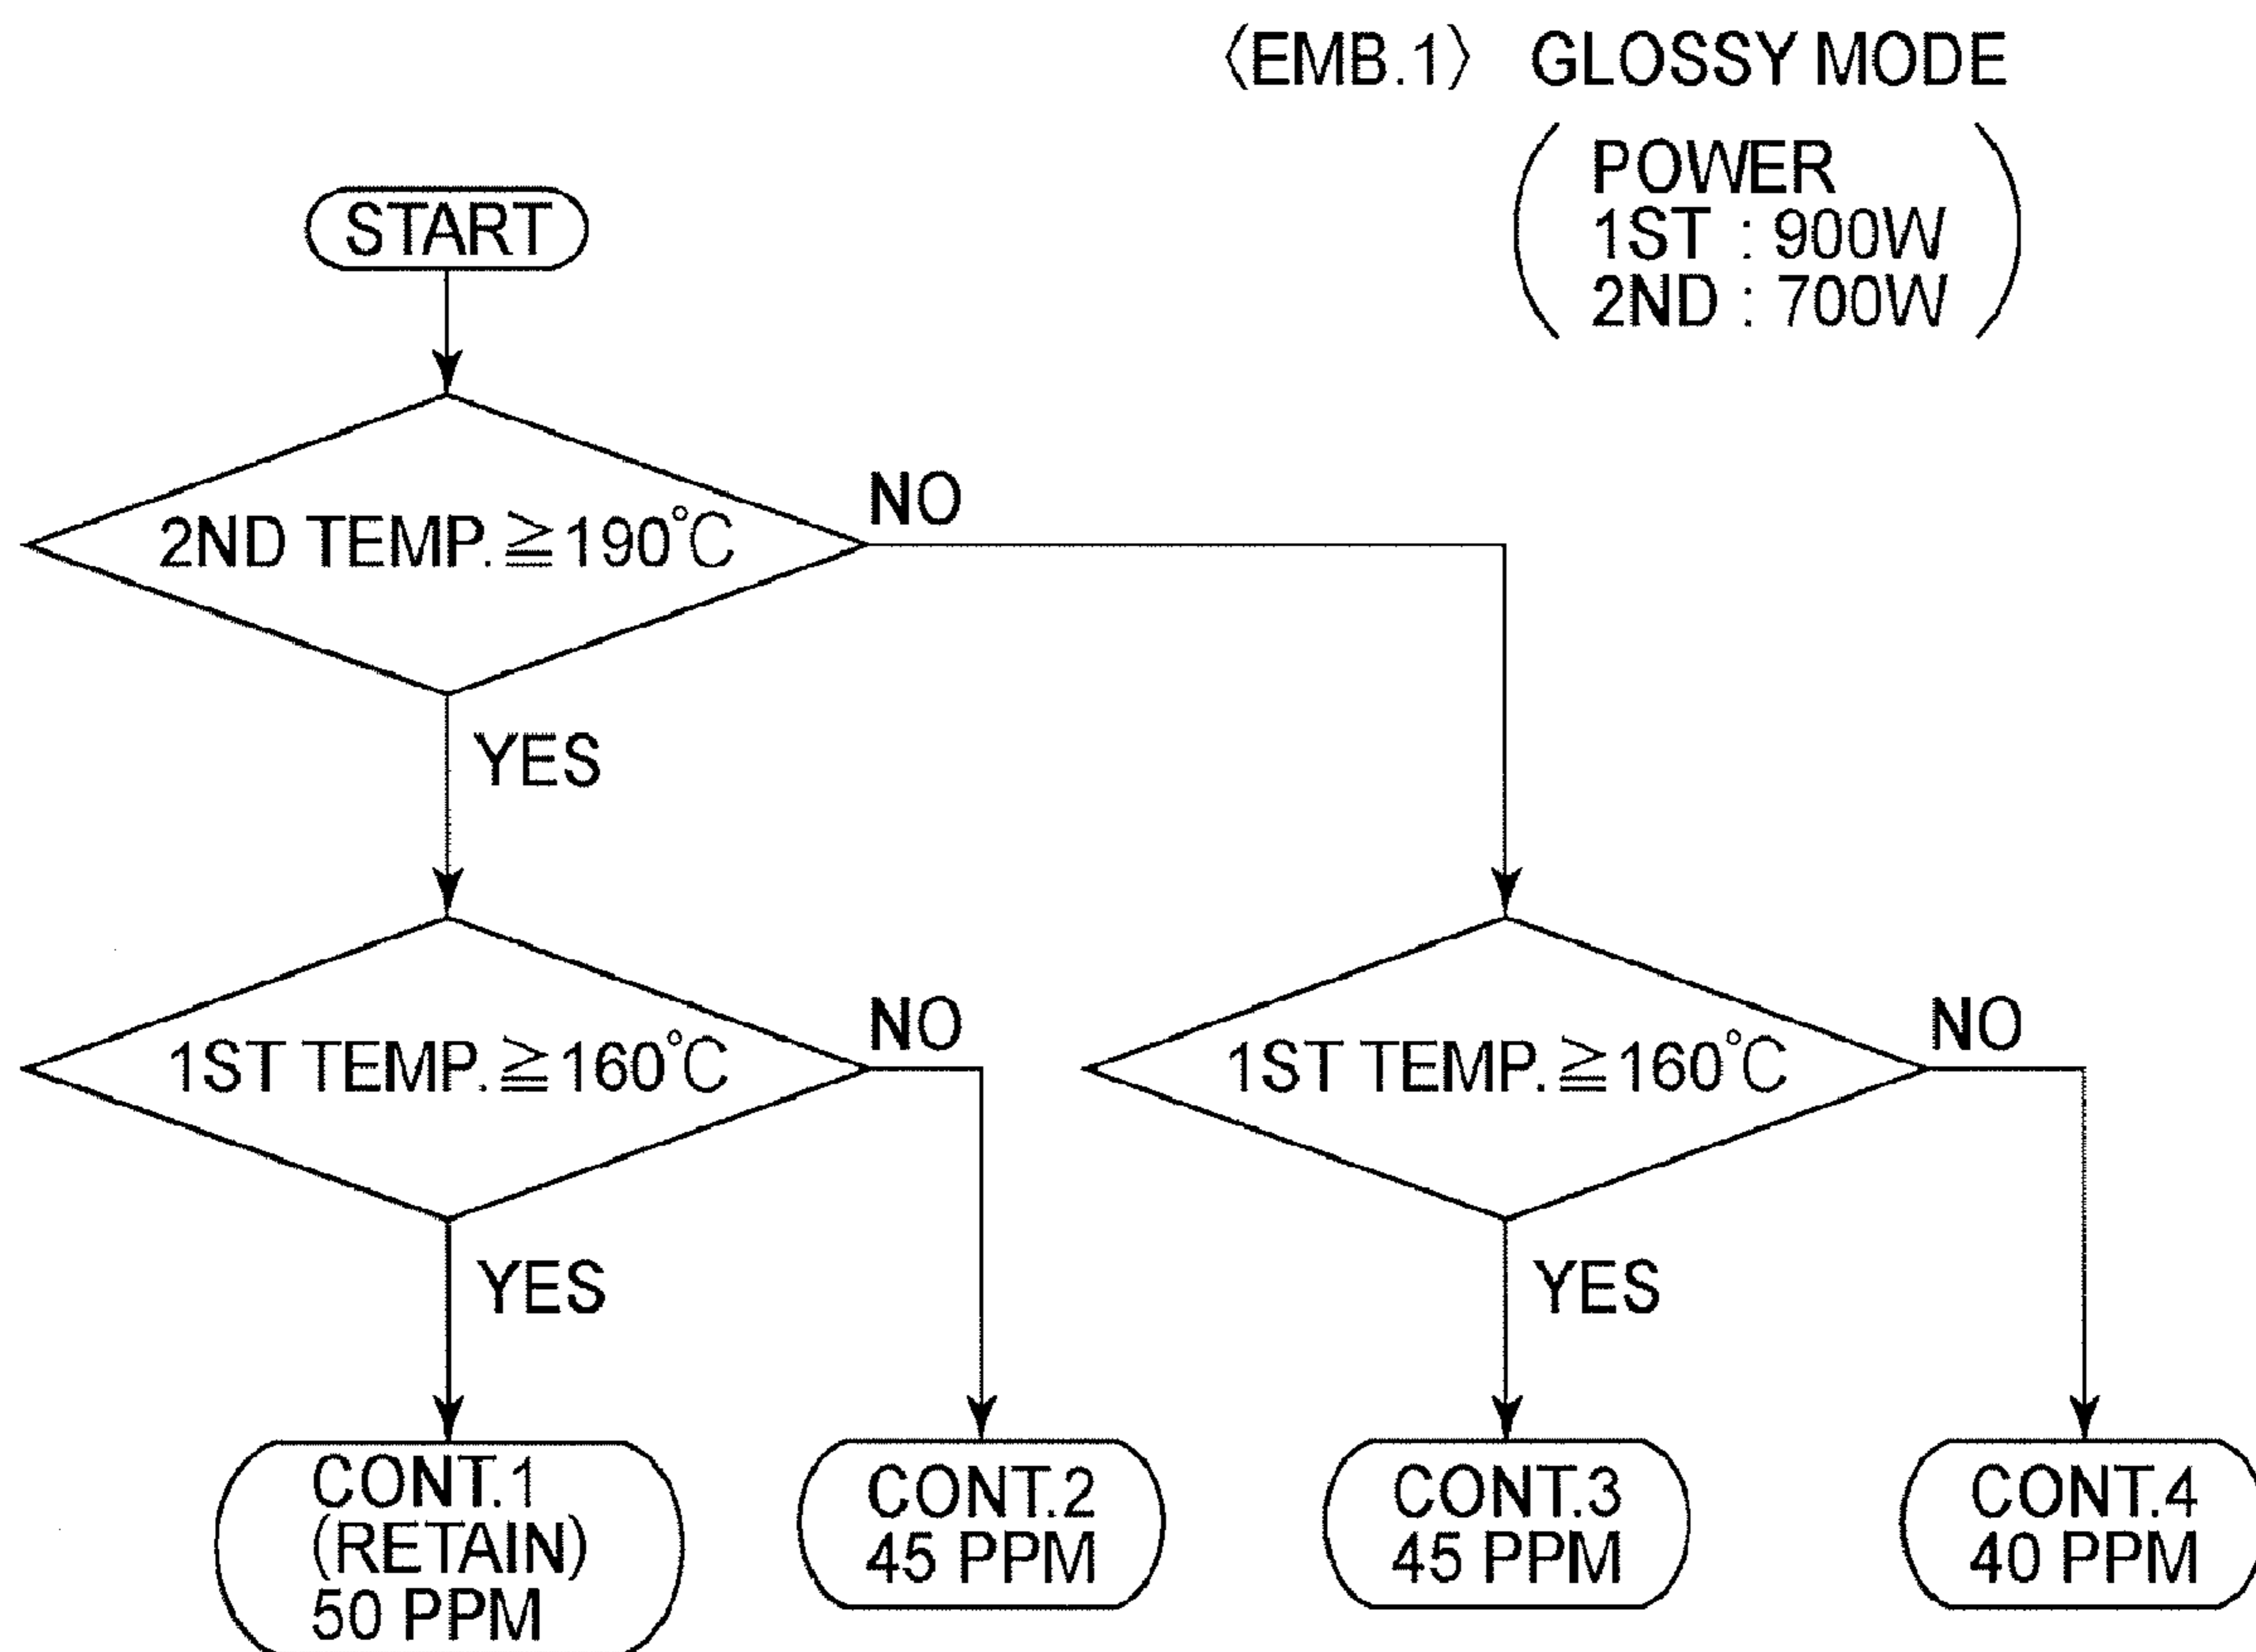 〈EMB.1〉 GLOSSY MODE
POWER
1ST : 900W
2ND : 700W
START
2ND TEMP.≧190°C
NO
YES
1ST TEMP.≧160°C
NO
1ST TEMP.≧160°C
NO
YES
YES
CONT.1
(RETAIN)
50 PPM
CONT.2
45 PPM
CONT.3
45 PPM
CONT.4
40 PPM